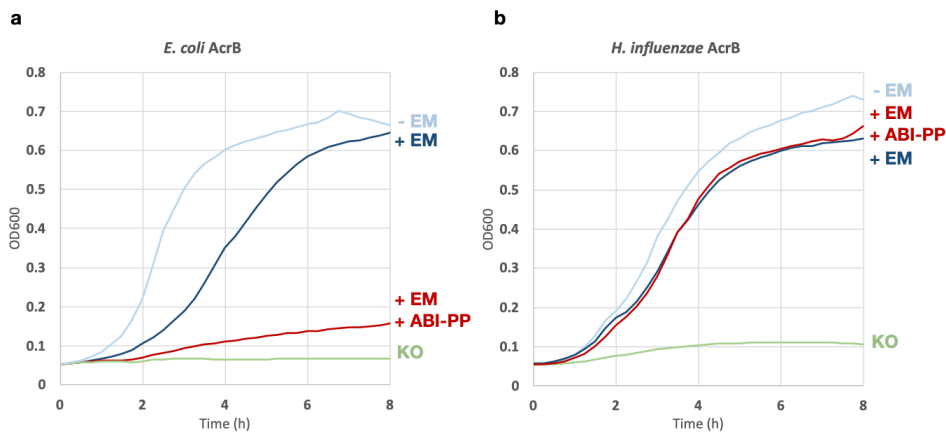 a
E. coli AcrB
0.8
0.7
0.6
0.5
0.4
0.3
0.2
0.1
0
OD600
0
2
4
6
8
Time (h)
- EM
+ EM
+ EM
+ ABI-PP
KO
b
H. influenzae AcrB
0.8
0.7
0.6
0.5
0.4
0.3
0.2
0.1
0
OD600
0
2
4
6
8
Time (h)
- EM
+ EM
+ ABI-PP
+ EM
KO